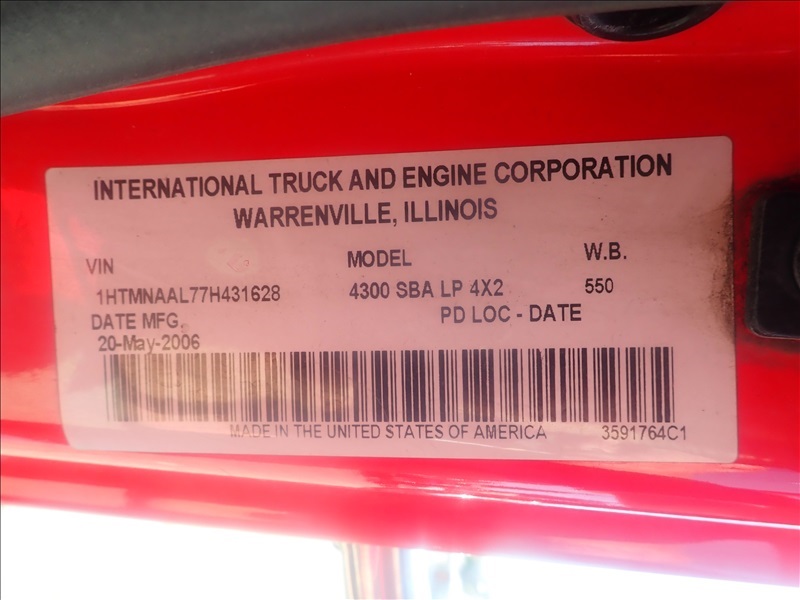 INTERNATIONAL TRUCK AND ENGINE CORPORATION
WARRENVILLE, ILLINOIS
VIN MODEL W.B.
1HTMNAAL77H431628 4300 SBA LP 4X2 550
DATE MFG. PD LOC - DATE
20-May-2006
MADE IN THE UNITED STATES OF AMERICA 3591764C1